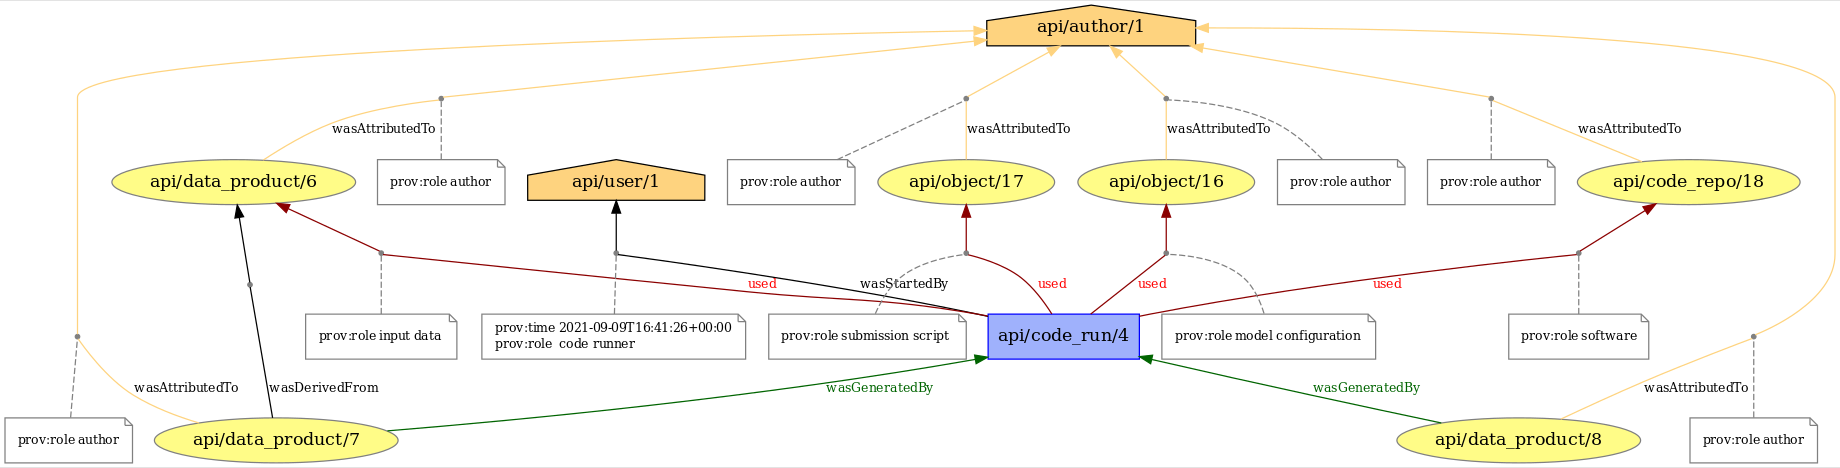 api/author/1
wasAttributedTo
wasAttributedTo
wasAttributedTo
wasAttributedTo
api/data_product/6
prov:role author
api/user/1
prov:role author
api/object/17
api/object/16
prov:role author
prov:role author
api/code_repo/18
used
wasStartedBy
used
used
used
prov:role input data
prov:time 2021-09-09T16:41:26+00:00
prov:role  code runner
prov:role submission script
api/code_run/4
prov:role model configuration
prov:role software
wasAttributedTo
wasDerivedFrom
wasGeneratedBy
wasGeneratedBy
wasAttributedTo
prov:role author
api/data_product/7
api/data_product/8
prov:role author